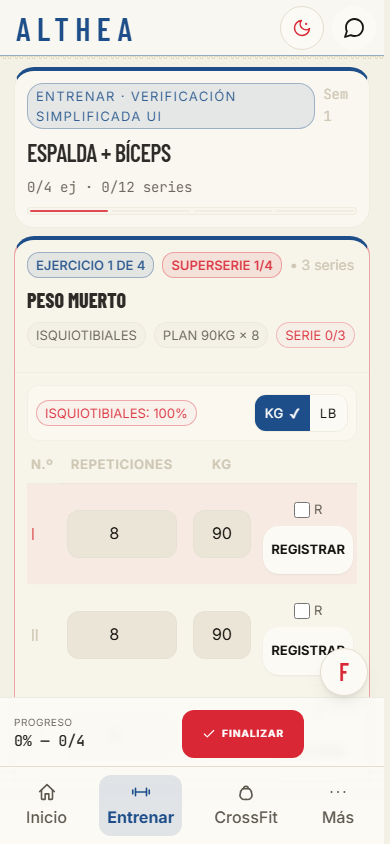 ALTHEA
ENTRENAR · VERIFICACIÓN
SIMPLIFICADA UI
Sem
1
ESPALDA + BÍCEPS
0/4 ej · 0/12 series
EJERCICIO 1 DE 4 SUPERSERIE 1/4 • 3 series
PESO MUERTO
ISQUIOTIBIALES PLAN 90KG × 8 SERIE 0/3
ISQUIOTIBIALES: 100% KG ✓ LB
N.º REPETICIONES KG
R
I 8 90 REGISTRAR
R
II 8 90 REGISTRAR
F
PROGRESO
0% — 0/4 ✓ FINALIZAR
Inicio Entrenar CrossFit Más